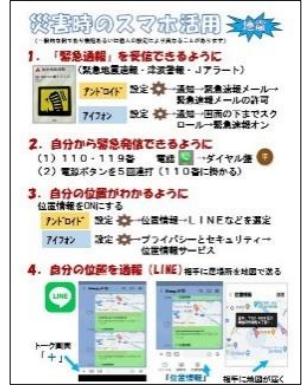 災害時のスマホ活用 地震
1. 「緊急通報」を受信できるように
(緊急地震速報・津波警報・Jアラート)
アンドロイド 設定→通知→緊急速報メール→
緊急速報メールの許可
アイフォン 設定→通知→画面の下までスク
ロール→緊急速報オン
2. 自分から緊急発信できるように
(1) 110・119番 電話→ダイヤル盤
(2) 電源ボタンを5回連打(110番に掛かる)
3. 自分の位置がわかるように
位置情報をONにする
アンドロイド 設定→位置情報→LINEなどを選定
アイフォン 設定→プライバシーとセキュリティ→
位置情報サービス
4. 自分の位置を通報(LINE) 相手に居場所を地図で送る
LINE
トーク画面
「+」
「位置情報」
相手に地図が届く